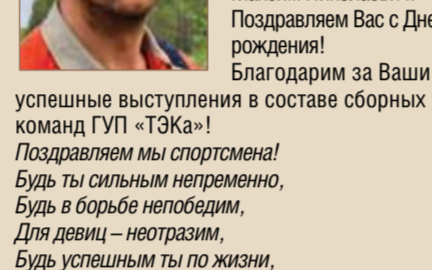 Поздравляем Вас с Дне
рождения!
Благодарим за Ваши
успешные выступления в составе сборных
команд ГУП «ТЭКа»!
Поздравляем мы спортсмена!
Будь ты сильным непременно,
Будь в борьбе непобедим,
Для девиц – неотразим,
Будь успешным ты по жизни,